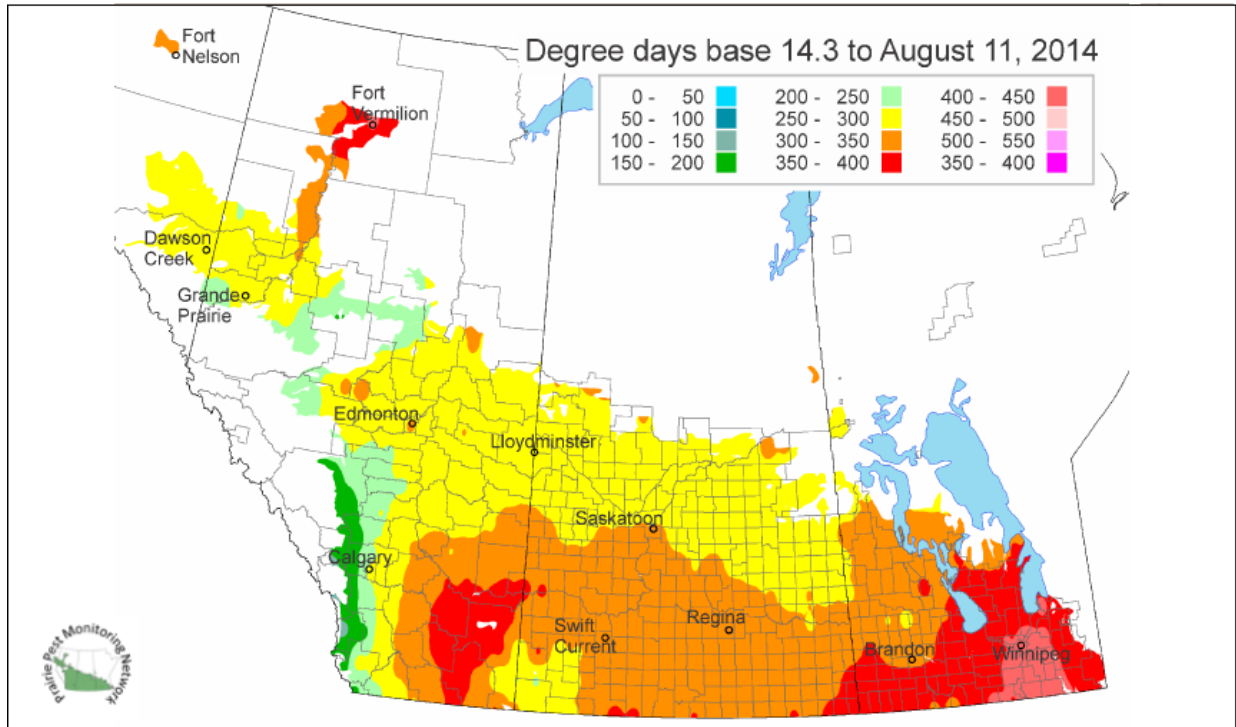 Fort
Nelson
Degree days base 14.3 to August 11, 2014
0 - 50
50 - 100
100 - 150
150 - 200
200 - 250
250 - 300
300 - 350
350 - 400
400 - 450
450 - 500
500 - 550
350 - 400
Fort
Vermilion
Dawson
Creek
Grande
Prairie
Edmonton
Lloydminster
Saskatoon
Calgary
Swift
Current
Regina
Brandon
Winnipeg
Prairie Pest Monitoring Network